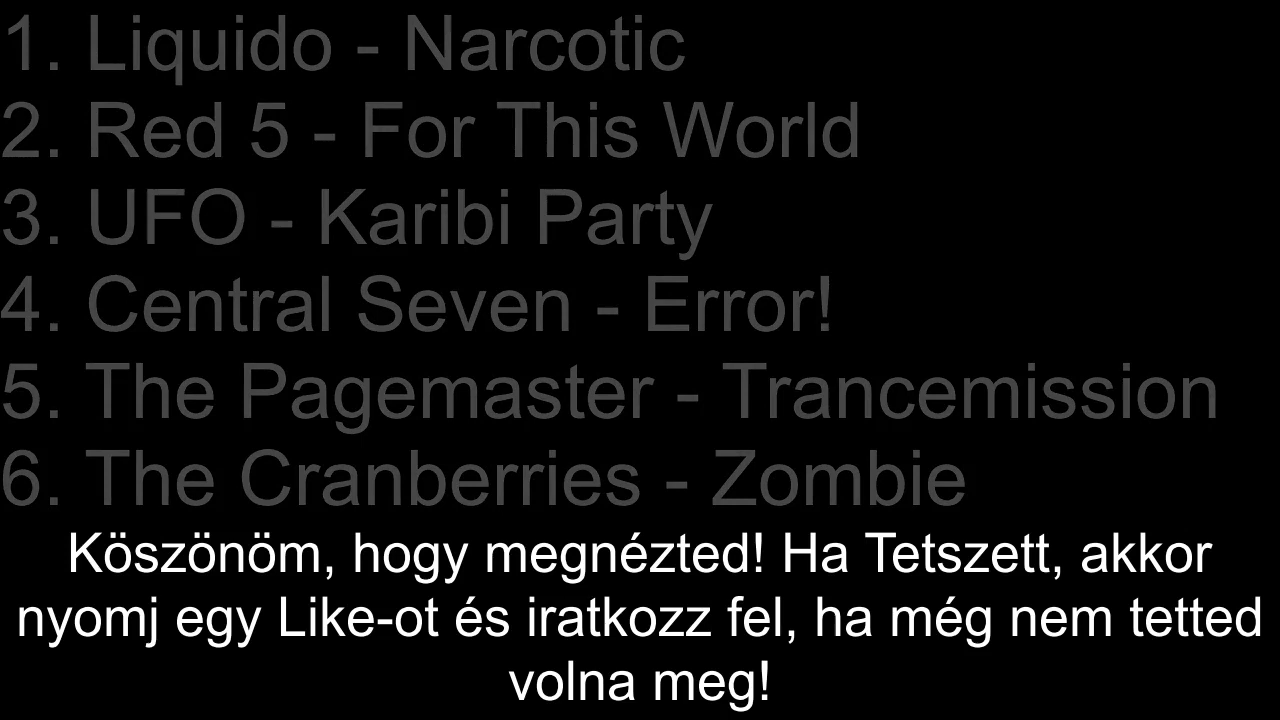 1. Liquido - Narcotic
2. Red 5 - For This World
3. UFO - Karibi Party
4. Central Seven - Error!
5. The Pagemaster - Trancemission
6. The Cranberries - Zombie
Köszönöm, hogy megnézted! Ha Tetszett, akkor
nyomj egy Like-ot és iratkozz fel, ha még nem tetted
volna meg!